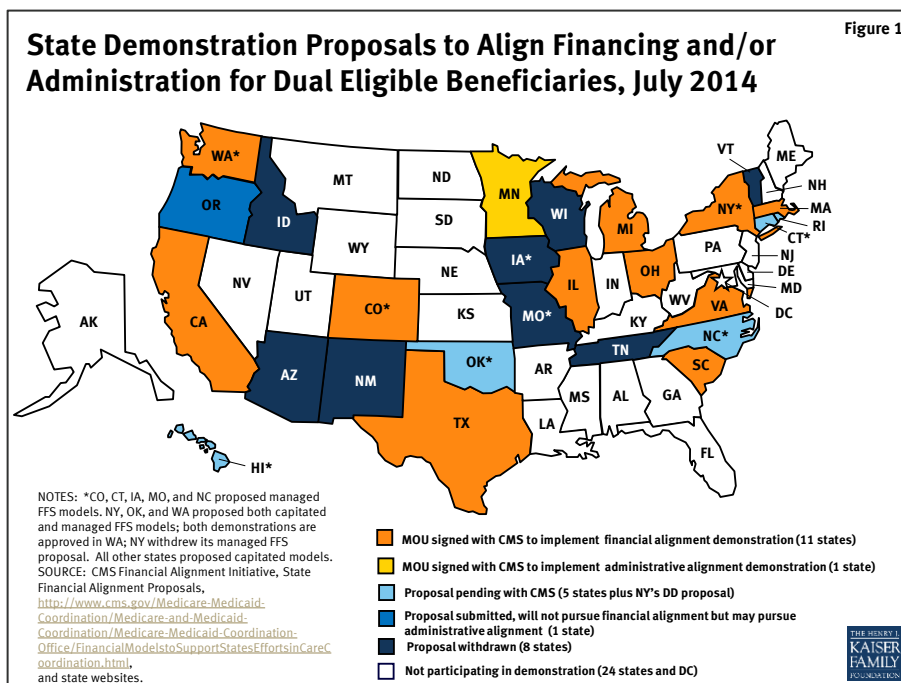 Figure 1
State Demonstration Proposals to Align Financing and/or
Administration for Dual Eligible Beneficiaries, July 2014
WA*
OR
ID
MT
ND
SD
WY
NE
NV
UT
CO*
KS
CA
AZ
NM
OK*
TX
MN
WI
IA*
MO*
AR
LA
MS
AL
GA
FL
TN
KY
IL
IN
OH
MI
WV
VA
NC*
SC
PA
NY*
VT
ME
NH
MA
RI
CT*
NJ
DE
MD
DC
AK
HI*
NOTES: *CO, CT, IA, MO, and NC proposed managed
FFS models. NY, OK, and WA proposed both capitated
and managed FFS models; both demonstrations are
approved in WA; NY withdrew its managed FFS
proposal. All other states proposed capitated models.
SOURCE: CMS Financial Alignment Initiative, State
Financial Alignment Proposals,
http://www.cms.gov/Medicare-Medicaid-
Coordination/Medicare-and-Medicaid-
Coordination/Medicare-Medicaid-Coordination-
Office/FinancialModelstoSupportStatesEffortsinCareC
oordination.html,
and state websites.
MOU signed with CMS to implement financial alignment demonstration (11 states)
MOU signed with CMS to implement administrative alignment demonstration (1 state)
Proposal pending with CMS (5 states plus NY's DD proposal)
Proposal submitted, will not pursue financial alignment but may pursue
administrative alignment (1 state)
Proposal withdrawn (8 states)
Not participating in demonstration (24 states and DC)
THE HENRY J.
KAISER
FAMILY
FOUNDATION